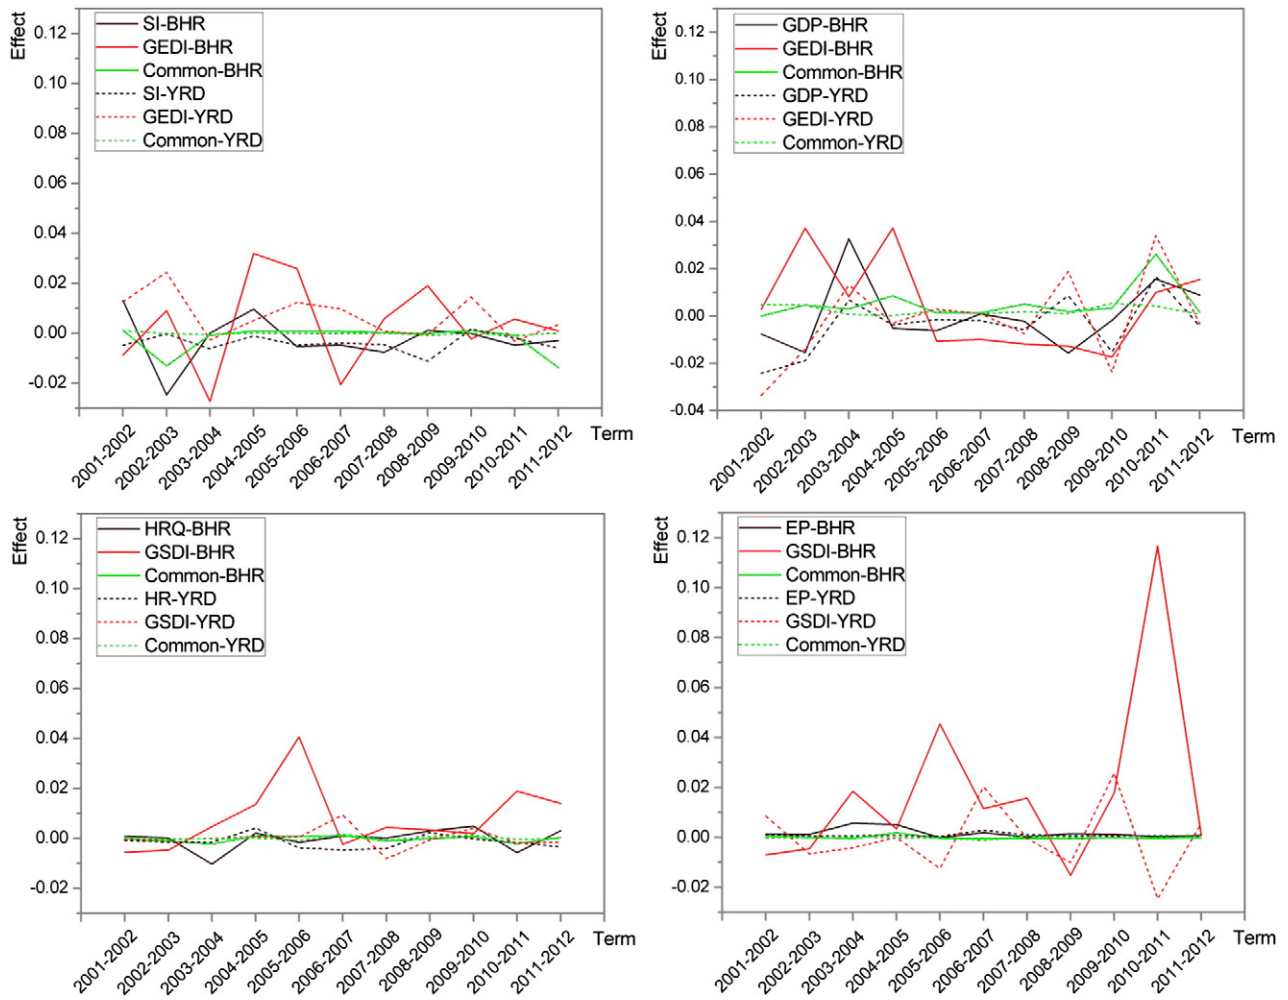 Effect
0.12
0.10
0.08
0.06
0.04
0.02
0.00
-0.02
SI-BHR
GEDI-BHR
Common-BHR
SI-YRD
GEDI-YRD
Common-YRD
2001-2002
2002-2003
2003-2004
2004-2005
2005-2006
2006-2007
2007-2008
2008-2009
2009-2010
2010-2011
2011-2012
Term
Effect
0.12
0.10
0.08
0.06
0.04
0.02
0.00
-0.02
-0.04
GDP-BHR
GEDI-BHR
Common-BHR
GDP-YRD
GEDI-YRD
Common-YRD
2001-2002
2002-2003
2003-2004
2004-2005
2005-2006
2006-2007
2007-2008
2008-2009
2009-2010
2010-2011
2011-2012
Term
Effect
0.12
0.10
0.08
0.06
0.04
0.02
0.00
-0.02
HRQ-BHR
GSDI-BHR
Common-BHR
HR-YRD
GSDI-YRD
Common-YRD
2001-2002
2002-2003
2003-2004
2004-2005
2005-2006
2006-2007
2007-2008
2008-2009
2009-2010
2010-2011
2011-2012
Term
Effect
0.12
0.10
0.08
0.06
0.04
0.02
0.00
-0.02
EP-BHR
GSDI-BHR
Common-BHR
EP-YRD
GSDI-YRD
Common-YRD
2001-2002
2002-2003
2003-2004
2004-2005
2005-2006
2006-2007
2007-2008
2008-2009
2009-2010
2010-2011
2011-2012
Term